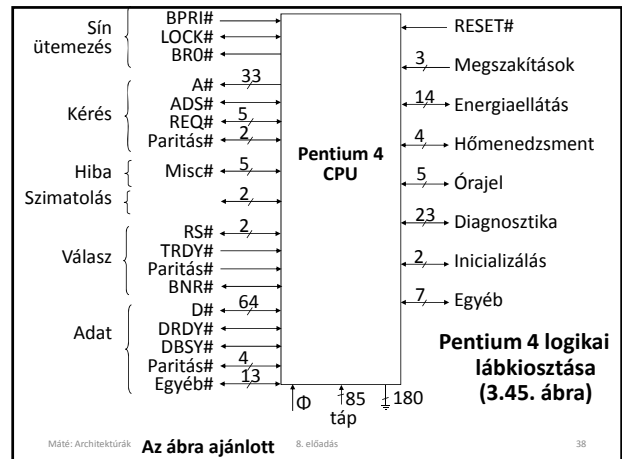 Sín
ütemezés
BPRI#
LOCK#
BR0#
Kérés
A# 33
ADS#
REQ# 5
Paritás# 2
Hiba
Misc# 5
Szimatolás
2
Válasz
RS# 2
TRDY#
Paritás#
BNR#
Adat
D# 64
DRDY#
DBSY#
Paritás# 4
Egyéb# 13
Pentium 4
CPU
RESET#
3 Megszakítások
14 Energiaellátás
4 Hőmenedzsment
5 Órajel
23 Diagnosztika
2 Inicializálás
7 Egyéb
Φ
85
táp
180
Pentium 4 logikai
lábkiosztása
(3.45. ábra)
Máté: Architektúrák
Az ábra ajánlott
8. előadás
38